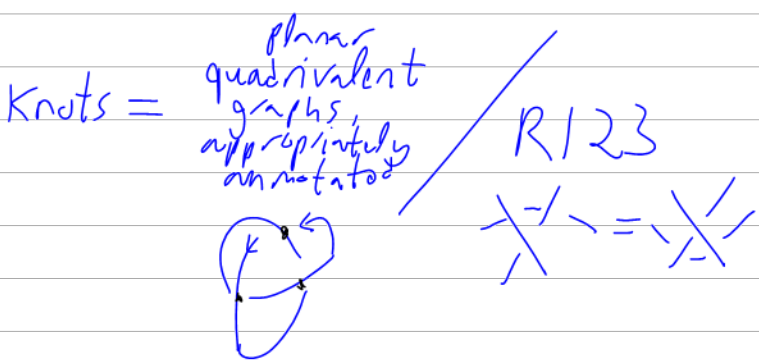 Knots =
planar
quadrivalent
graphs,
appropriately
annotated
/
R123
=